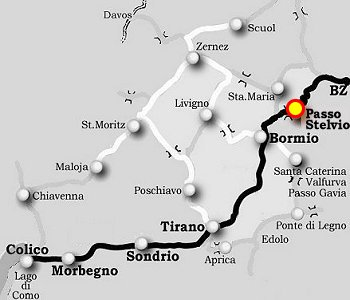 Davos
Scuol
Zernez
Livigno
Sta.Maria
BZ
Passo
Stelvio
St.Moritz
Bormio
Maloja
Santa Caterina
Valfurva
Passo Gavia
Chiavenna
Poschiavo
Tirano
Ponte di Legno
Edolo
Colico
Sondrio
Aprica
Morbegno
Lago
di
Como